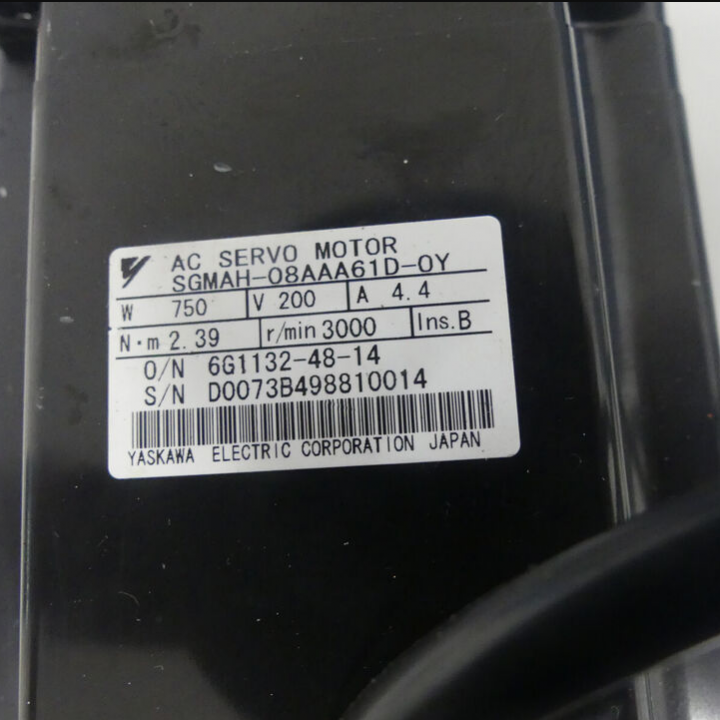 AC SERVO MOTOR
SGMAH-08AAA61D-0Y
W 750 V 200 A 4.4
N·m 2.39 r/min 3000 Ins.B
O/N 6G1132-48-14
S/N D0073B498810014
YASKAWA ELECTRIC CORPORATION JAPAN